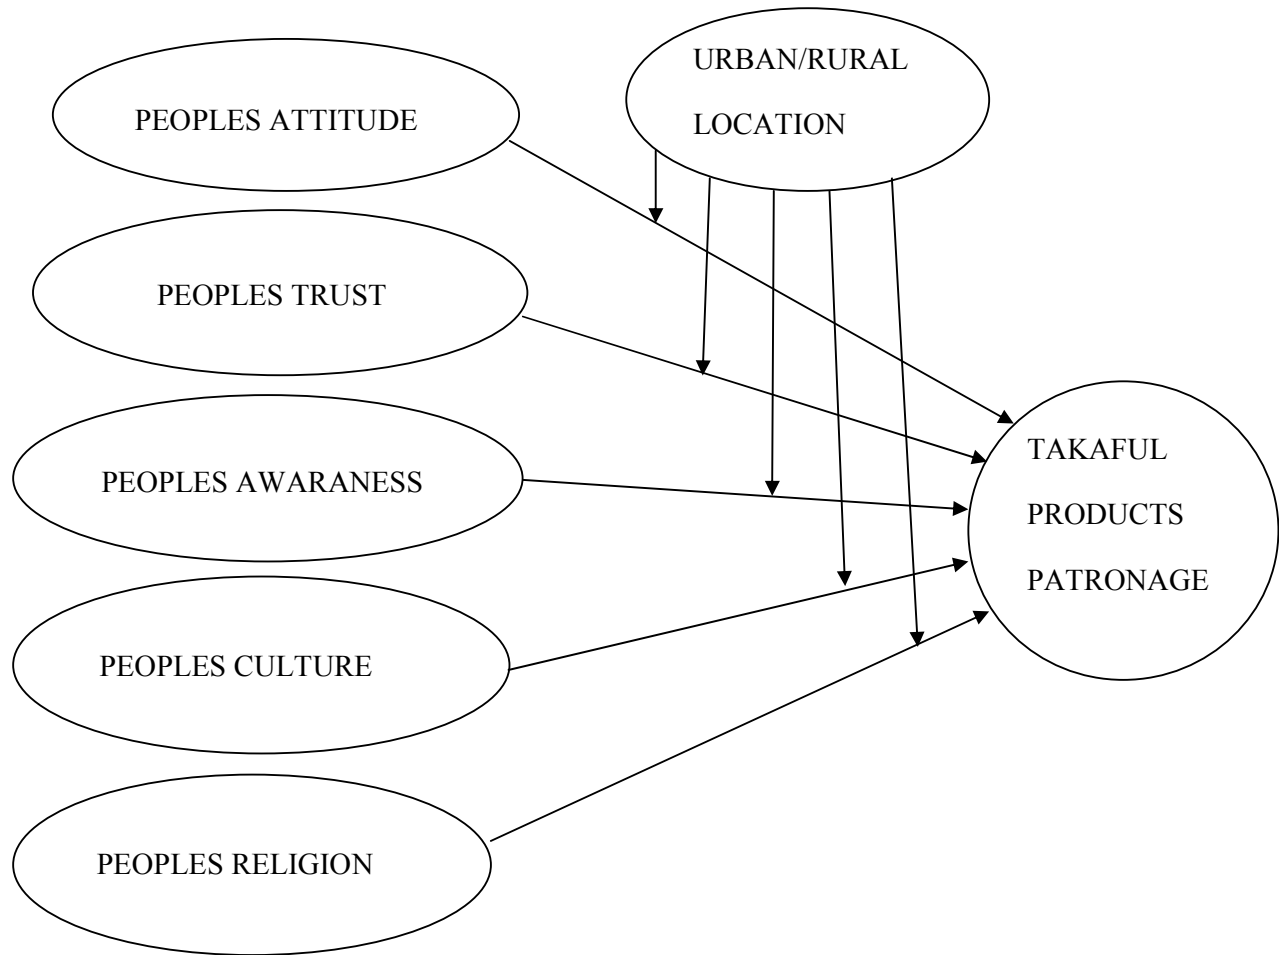 PEOPLES ATTITUDE
URBAN/RURAL
LOCATION
PEOPLES TRUST
PEOPLES AWARANESS
PEOPLES CULTURE
PEOPLES RELIGION
TAKAFUL
PRODUCTS
PATRONAGE